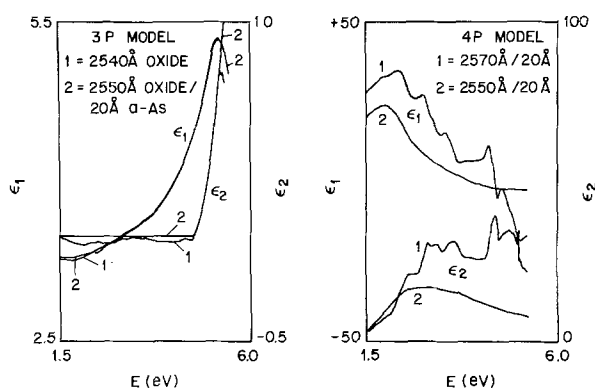 5.5
3P MODEL
1 = 2540Å OXIDE
2 = 2550Å OXIDE/
20Å a-As
1.0
2
2
ϵ1
ϵ2
ϵ1
ϵ2
2
1
1
2
2.5
-0.5
1.5
6.0
E (eV)
+50
4P MODEL
1 = 2570Å/20Å
2 = 2550Å/20Å
100
1
ϵ1
2
ϵ1
ϵ2
1
ϵ2
2
-50
0
1.5
6.0
E (eV)